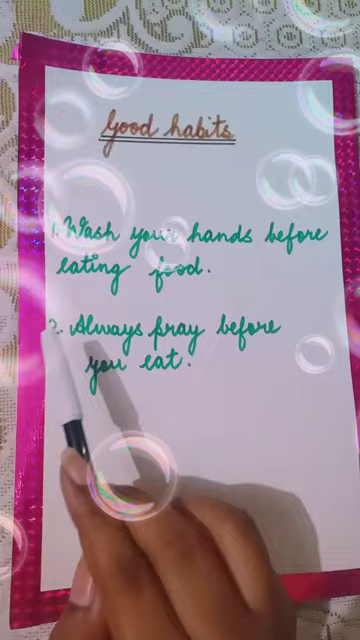 Good habits
1. Wash your hands before
eating food.
2. Always pray before
you eat.